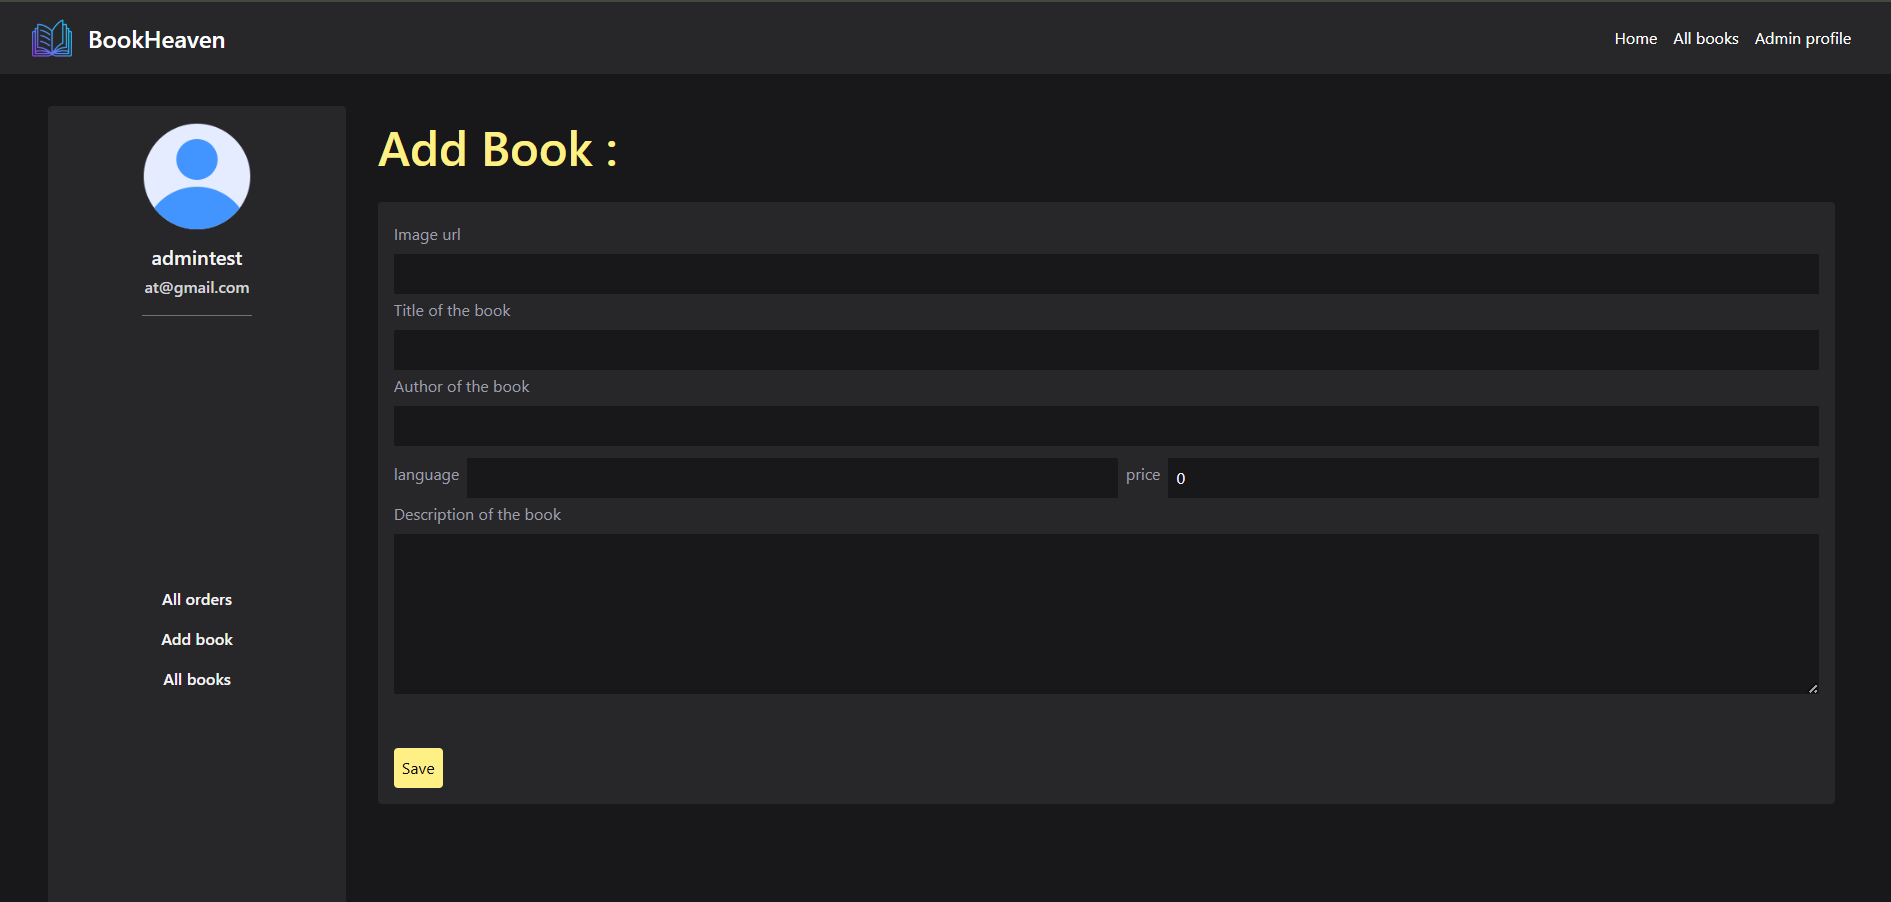 BookHeaven
Home All books Admin profile
admintest
at@gmail.com
All orders
Add book
All books
Add Book :
Image url
Title of the book
Author of the book
language price 0
Description of the book
Save